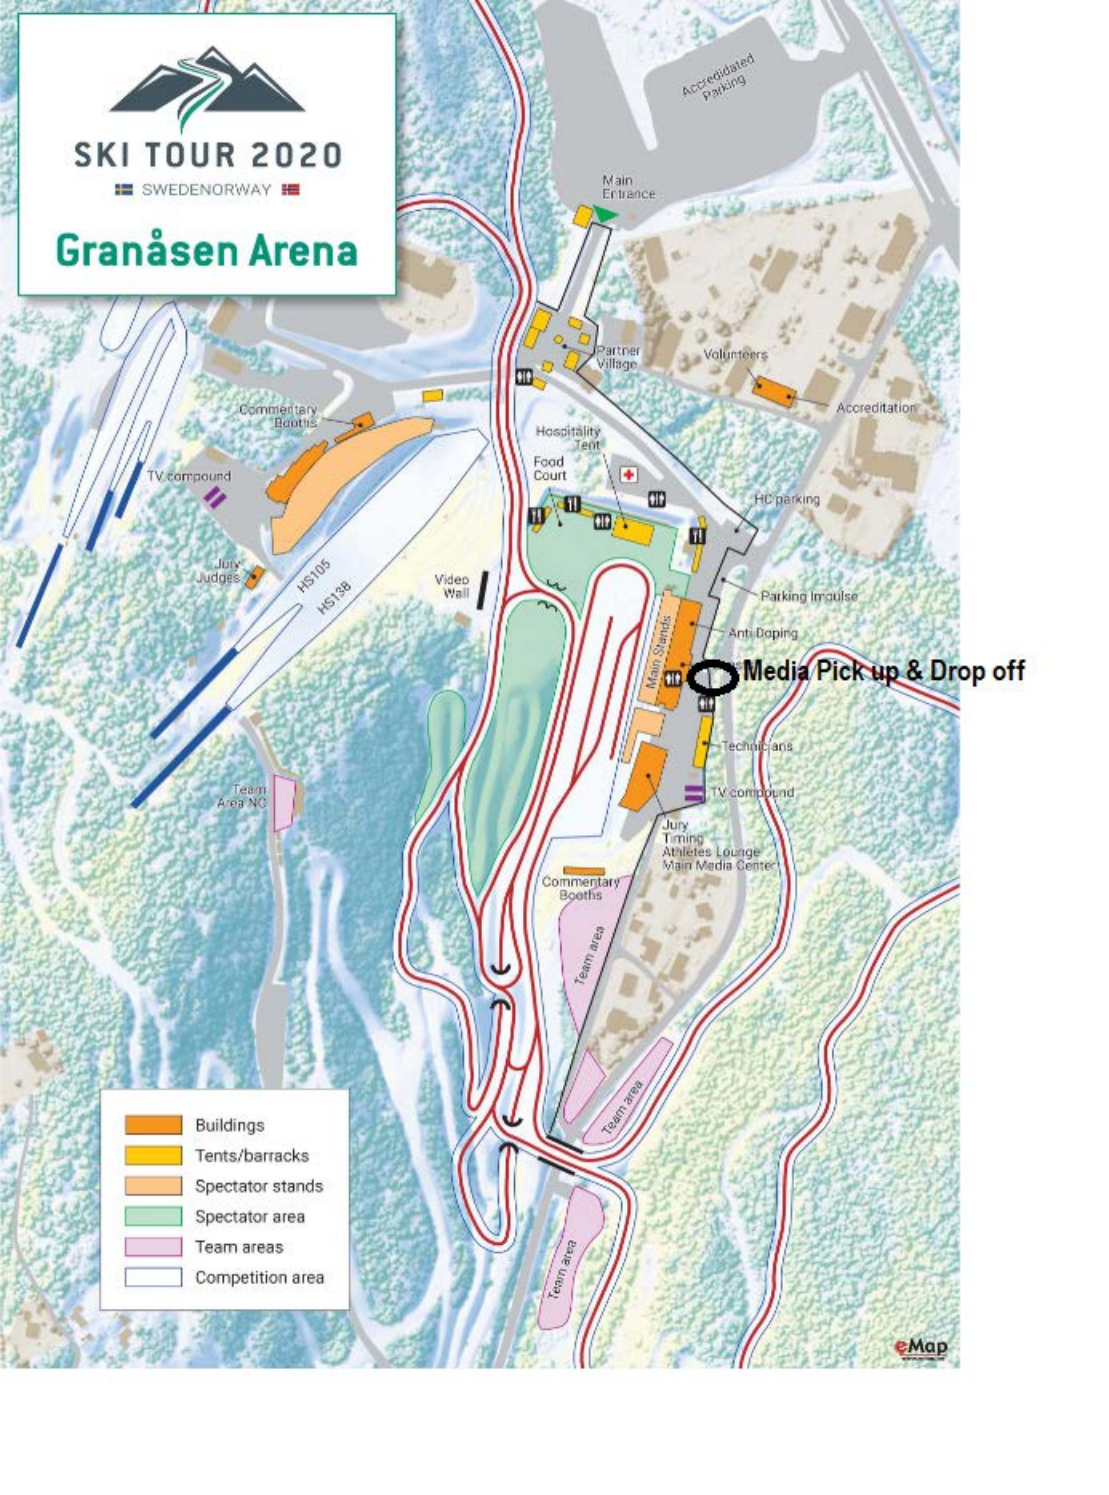 SKI TOUR 2020
SWEDENORWAY
Granåsen Arena
Accredidated
Parking
Main
Entrance
Partner
Village
Volunteers
Accreditation
Commentary
Booths
Hospitality
Tent
Food
Court
TV compound
HC parking
Jury
Judges
HS105
HS138
Video
Wall
Parking Impulse
Anti Doping
Main Stands
Media Pick up & Drop off
Technicians
TV compound
Team
Area NO
Jury
Timing
Athletes Lounge
Main Media Center
Commentary
Booths
Team area
Team area
Team area
Buildings
Tents/barracks
Spectator stands
Spectator area
Team areas
Competition area
eMap